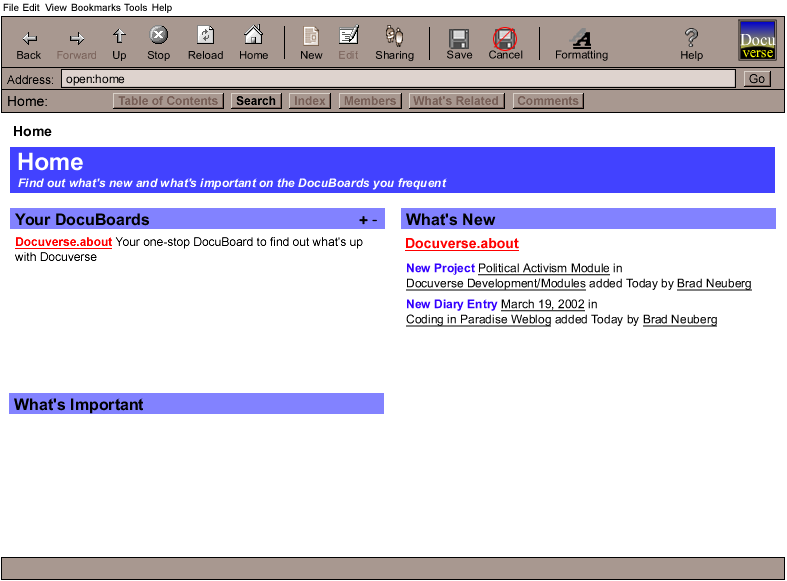 File Edit View Bookmarks Tools Help
Back Forward Up Stop Reload Home New Edit Sharing Save Cancel Formatting Help
Docu
verse
Address: open:home Go
Home: Table of Contents Search Index Members What's Related Comments
Home
Home
Find out what's new and what's important on the DocuBoards you frequent
Your DocuBoards + -
Docuverse.about Your one-stop DocuBoard to find out what's up
with Docuverse
What's New
Docuverse.about
New Project Political Activism Module in
Docuverse Development/Modules added Today by Brad Neuberg
New Diary Entry March 19, 2002 in
Coding in Paradise Weblog added Today by Brad Neuberg
What's Important